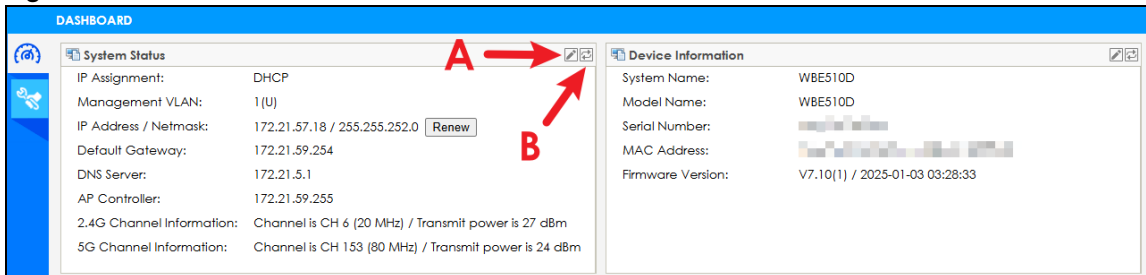 DASHBOARD
System Status
A
B
IP Assignment: DHCP
Management VLAN: 1(U)
IP Address / Netmask: 172.21.57.18 / 255.255.252.0 Renew
Default Gateway: 172.21.59.254
DNS Server: 172.21.5.1
AP Controller: 172.21.59.255
2.4G Channel Information: Channel is CH 6 (20 MHz) / Transmit power is 27 dBm
5G Channel Information: Channel is CH 153 (80 MHz) / Transmit power is 24 dBm
Device Information
System Name: WBE510D
Model Name: WBE510D
Serial Number:
MAC Address:
Firmware Version: V7.10(1) / 2025-01-03 03:28:33